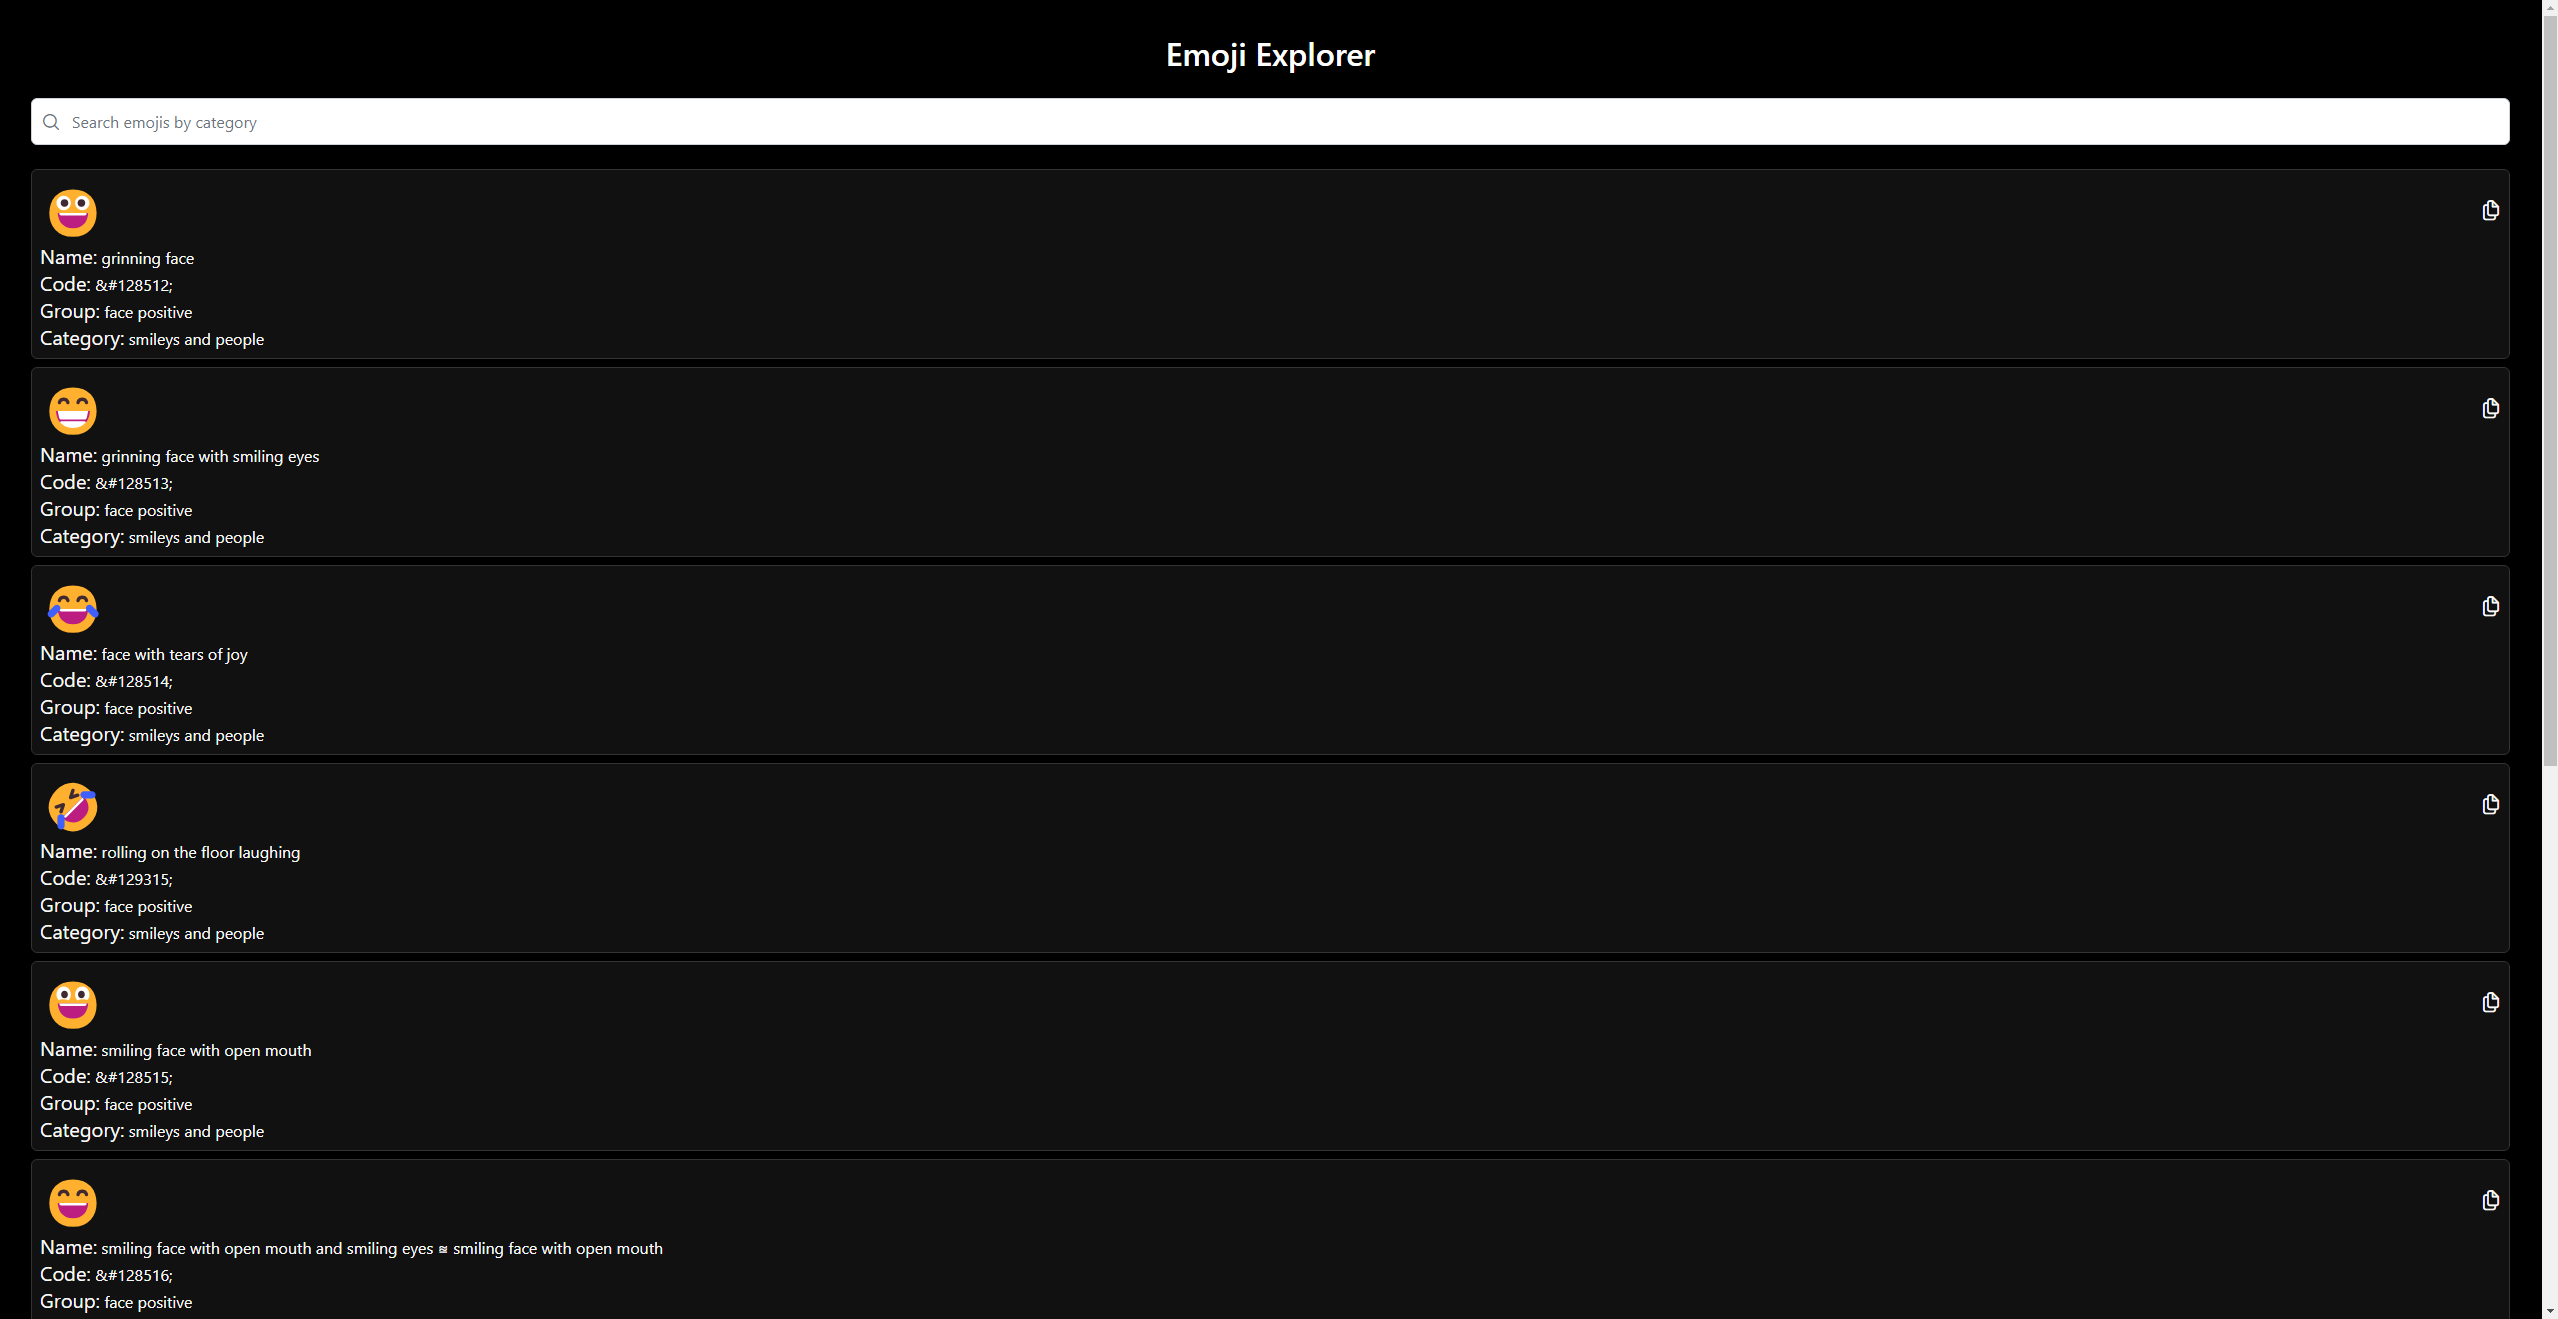 Emoji Explorer
Search emojis by category
Name: grinning face
Code: &#128512;
Group: face positive
Category: smileys and people
Name: grinning face with smiling eyes
Code: &#128513;
Group: face positive
Category: smileys and people
Name: face with tears of joy
Code: &#128514;
Group: face positive
Category: smileys and people
Name: rolling on the floor laughing
Code: &#129315;
Group: face positive
Category: smileys and people
Name: smiling face with open mouth
Code: &#128515;
Group: face positive
Category: smileys and people
Name: smiling face with open mouth and smiling eyes ≊ smiling face with open mouth
Code: &#128516;
Group: face positive